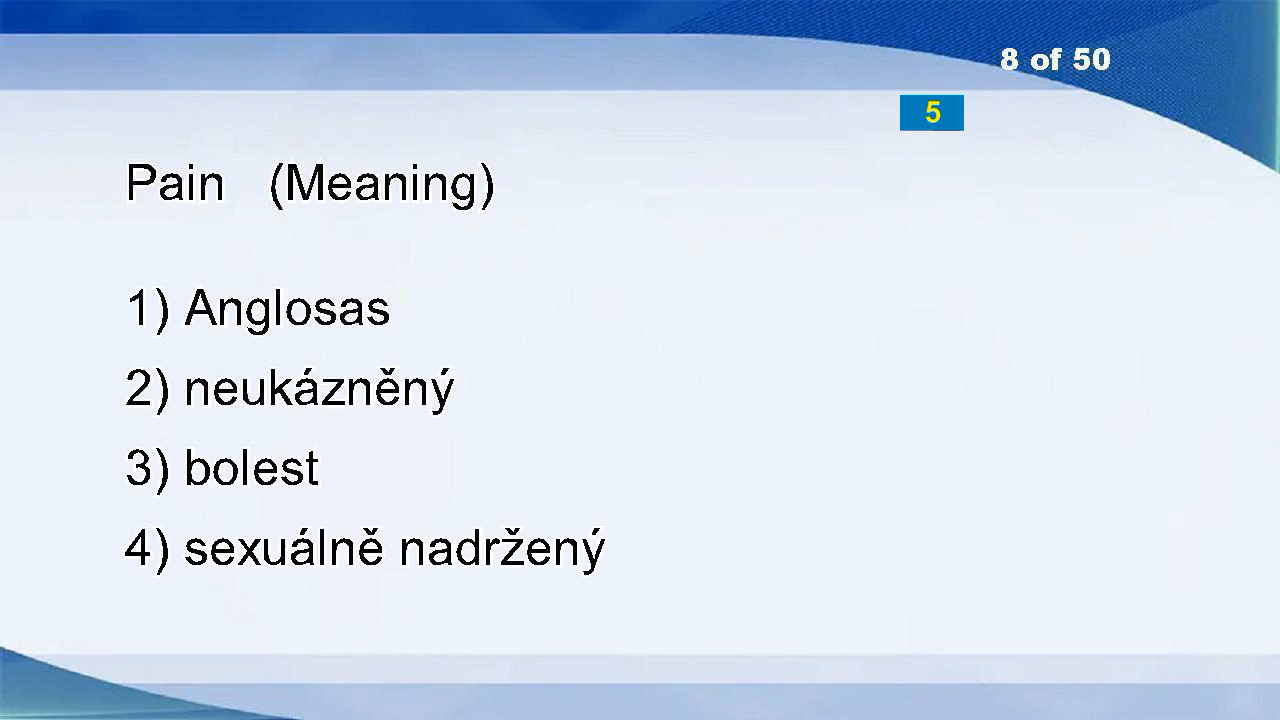 8 of 50
5
Pain (Meaning)
1) Anglosas
2) neukázněný
3) bolest
4) sexuálně nadržený